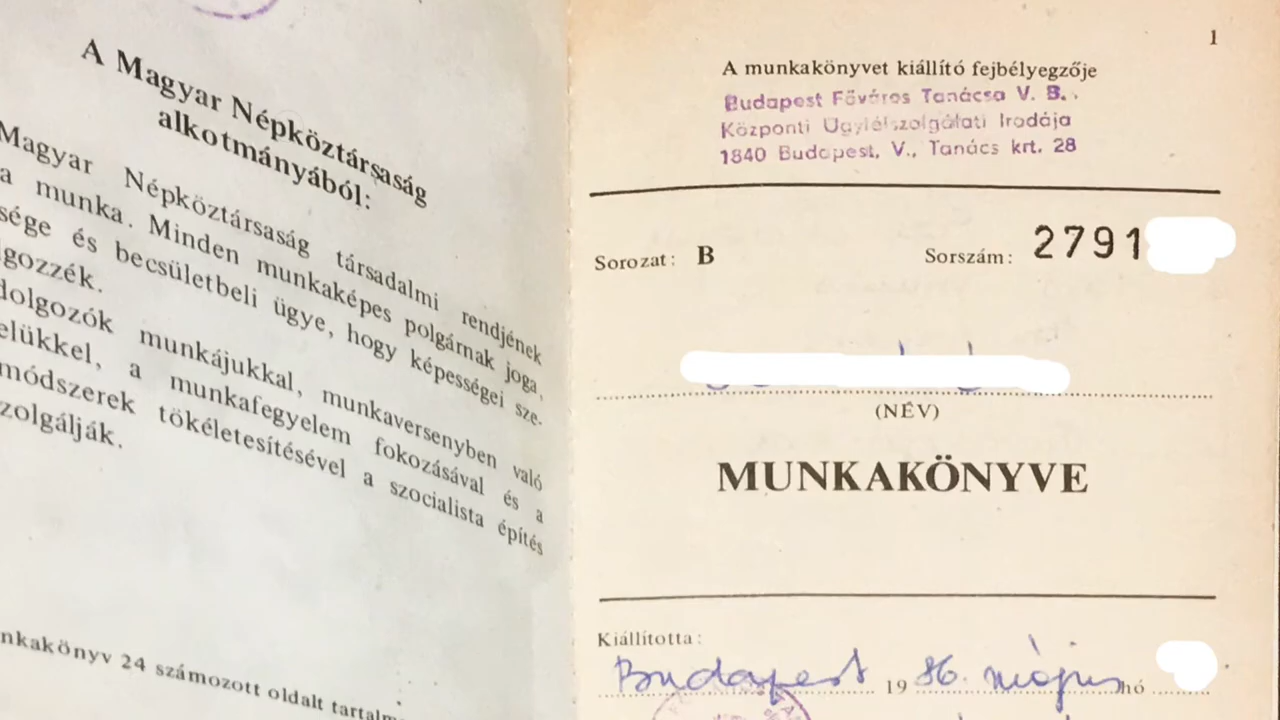 A Magyar Népköztársaság
alkotmányából:
Magyar Népköztársaság társadalmi rendjének
a munka. Minden munkaképes polgárnak joga,
sége és becsületbeli ügye, hogy képességei sze-
gozzék.
dolgozók munkájukkal, munkaversenyben való
elükkel, a munkafegyelem fokozásával és a
módszerek tökéletesítésével a szocialista építés
zolgálják.
nkakönyv 24 számozott oldalt tartalm
1
A munkakönyvet kiállító fejbélyegzője
Budapest Főváros Tanácsa V. B.
Központi Ügyfélszolgálati Irodája
1840 Budapest, V., Tanács krt. 28
Sorozat: B Sorszám: 2791
(NÉV)
MUNKAKÖNYVE
Kiállította:
Budapest 1986. május hó